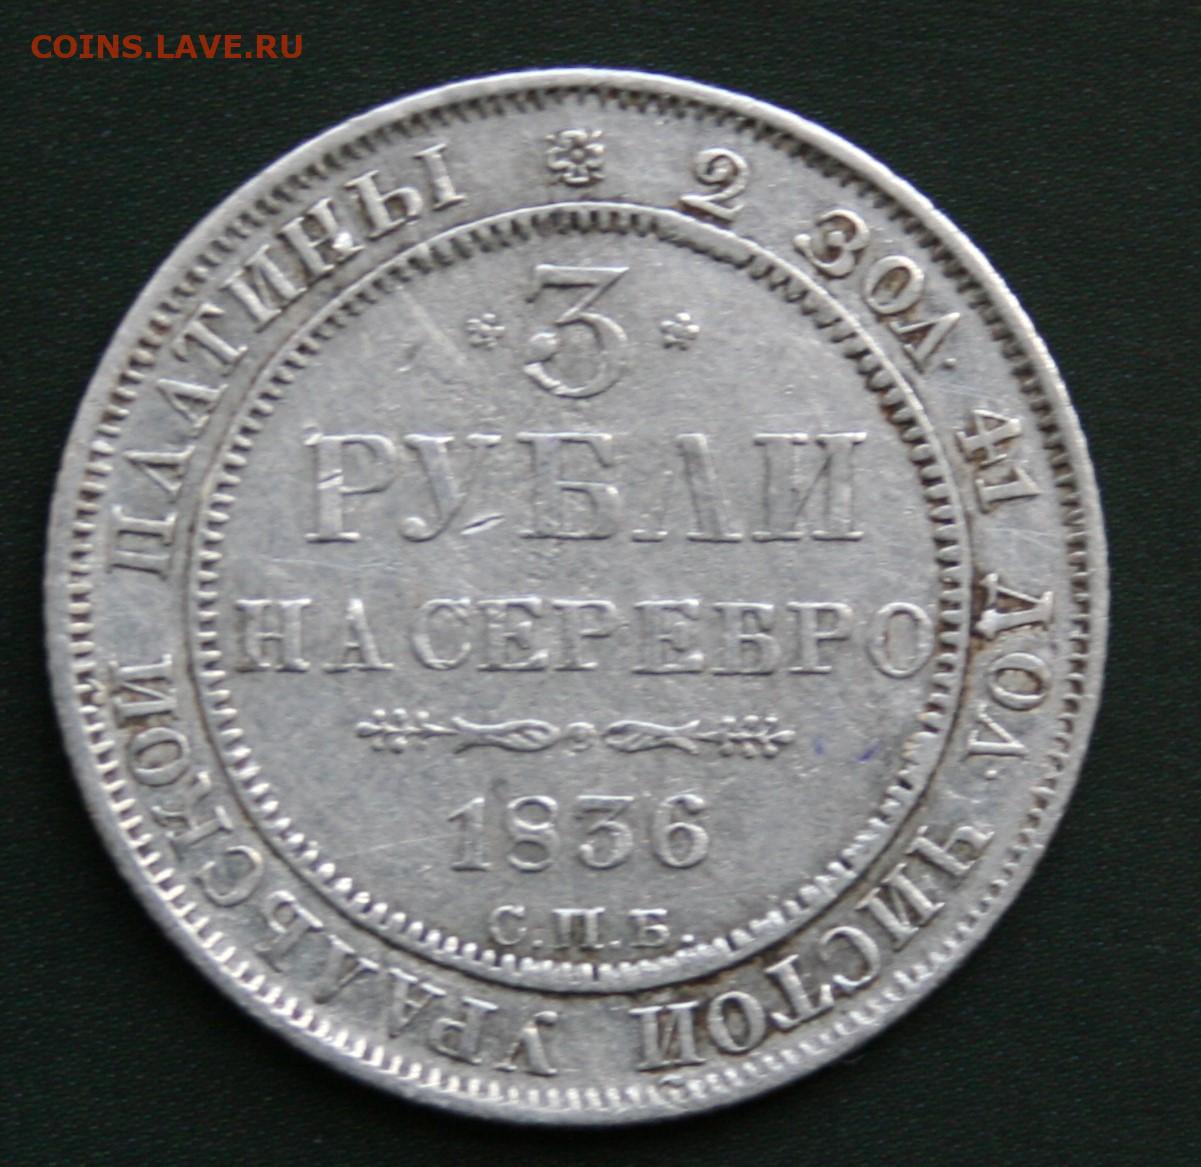 COINS.LAVE.RU
* 2 ЗОЛ. 41 ДОЛ. ЧИСТОЙ УРАЛЬСКОЙ ПЛАТИНЫ
* 3 *
РУБЛИ
НА СЕРЕБРО
1836
С.П.Б.